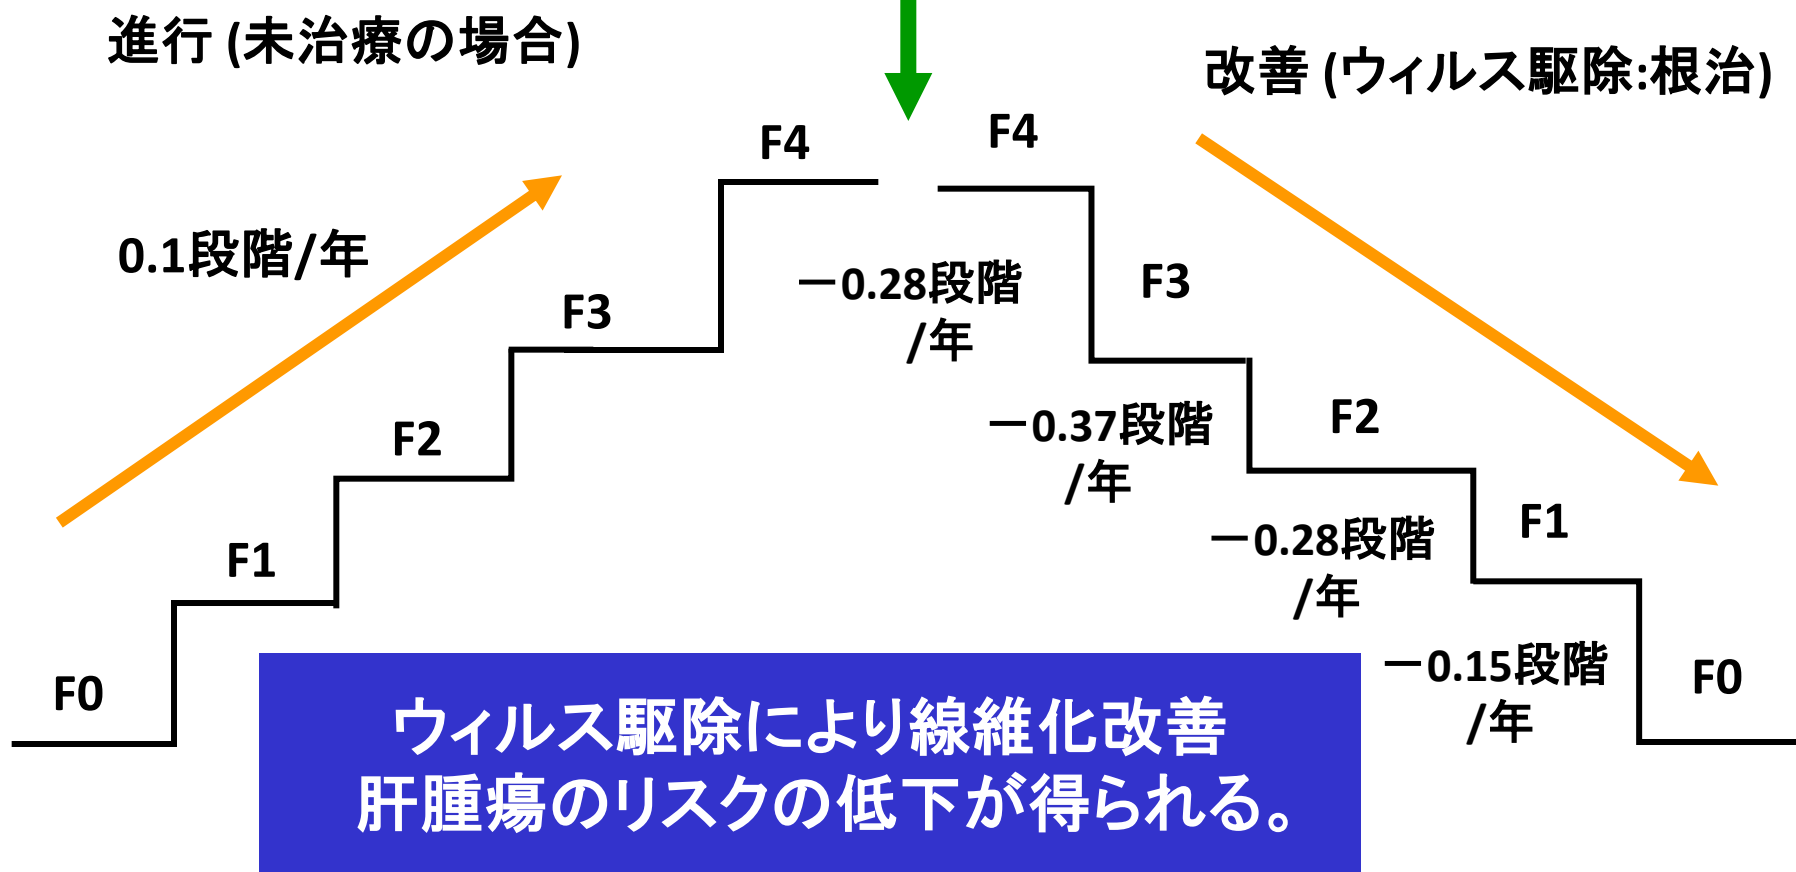 進行 (未治療の場合)
改善 (ウィルス駆除:根治)
F4
F4
0.1段階/年
－0.28段階
/年
F3
F3
－0.37段階
/年
F2
F2
－0.28段階
/年
F1
F1
－0.15段階
/年
F0
F0
ウィルス駆除により線維化改善
肝腫瘍のリスクの低下が得られる。